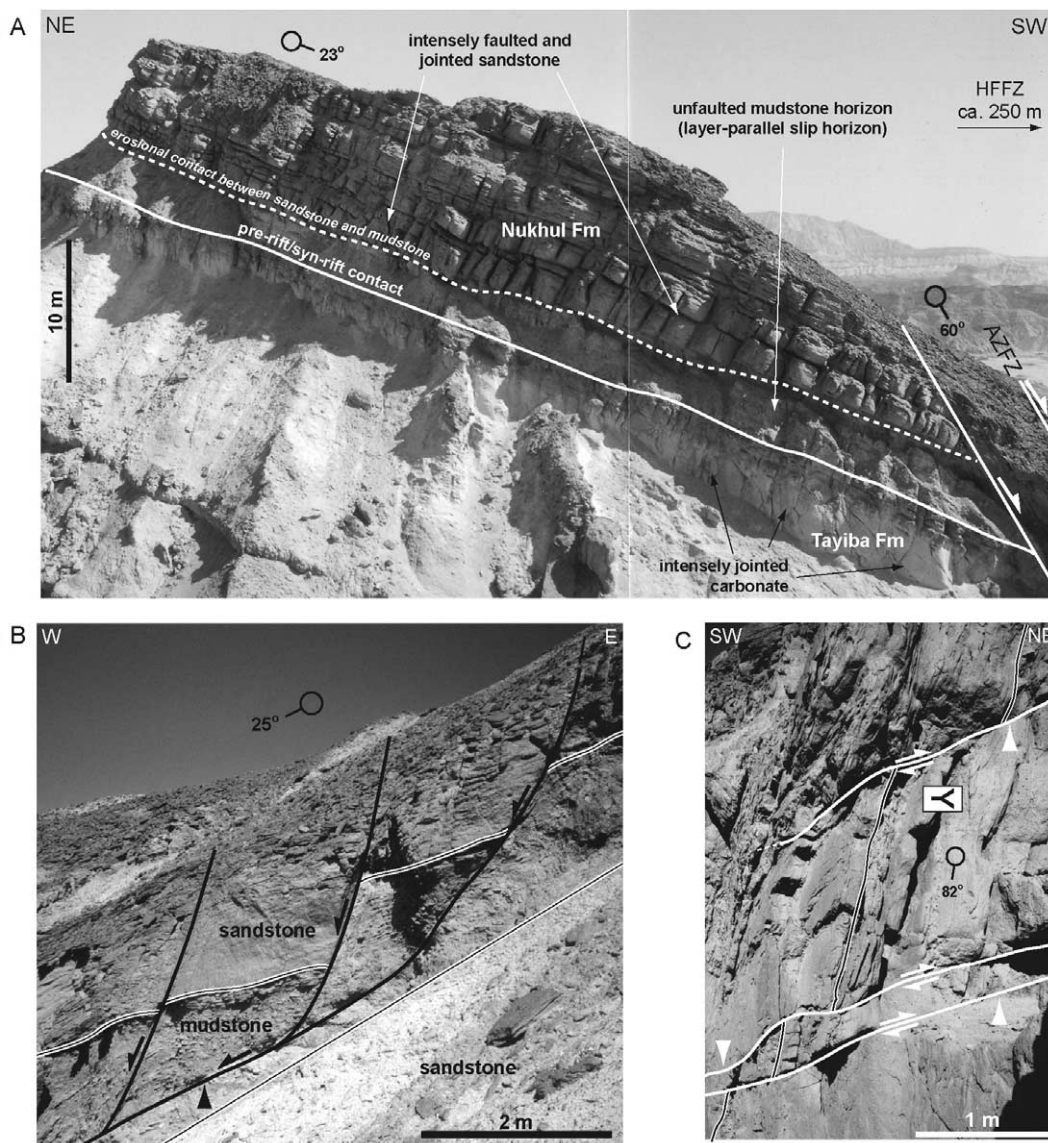 A
NE
SW
23°
intensely faulted and
jointed sandstone
HFFZ
ca. 250 m
unfaulted mudstone horizon
(layer-parallel slip horizon)
erosional contact between sandstone and mudstone
Nukhul Fm
pre-rift/syn-rift contact
10 m
60°
AZFZ
Tayiba Fm
intensely jointed
carbonate
B
W
E
25°
sandstone
mudstone
sandstone
2 m
C
SW
NE
Y
82°
1 m